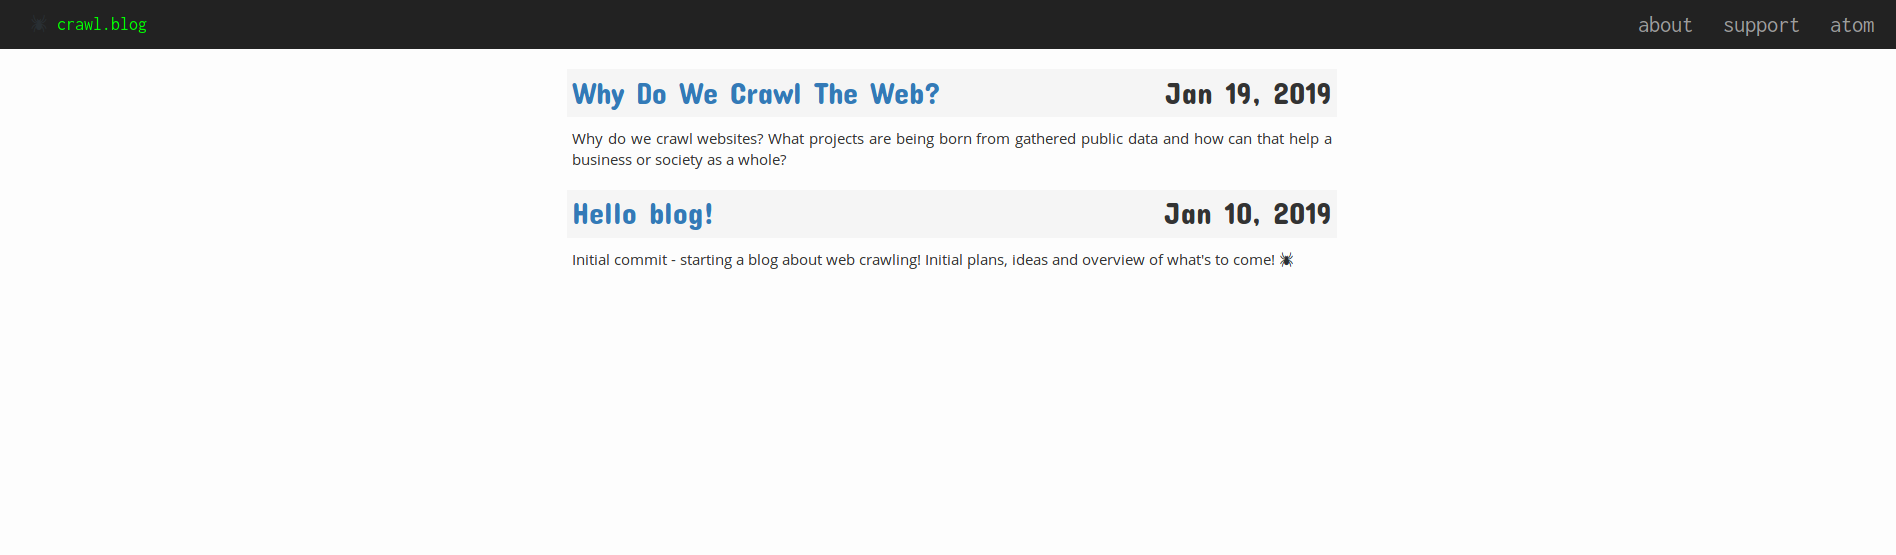 crawl.blog about support atom
Why Do We Crawl The Web? Jan 19, 2019
Why do we crawl websites? What projects are being born from gathered public data and how can that help a
business or society as a whole?
Hello blog! Jan 10, 2019
Initial commit - starting a blog about web crawling! Initial plans, ideas and overview of what's to come! 🕷